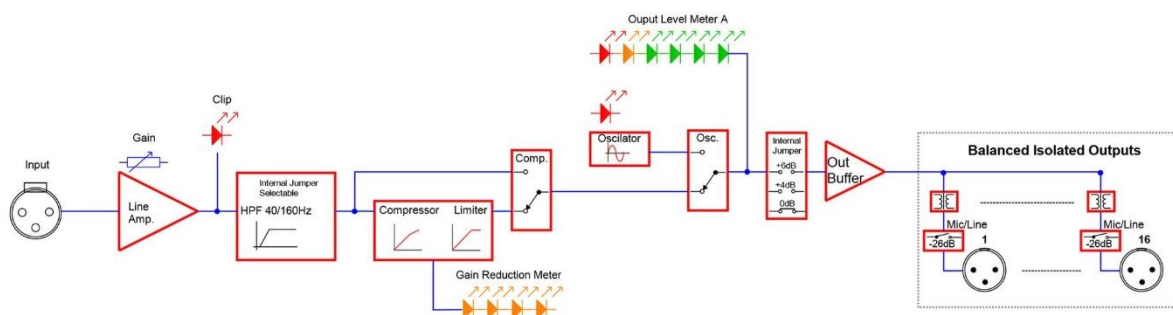 Ouput Level Meter A
Clip
Gain
Input
Line
Amp.
Internal Jumper
Selectable
HPF 40/160Hz
Compressor
Limiter
Gain Reduction Meter
Comp.
Oscilator
Osc.
Internal
Jumper
+6dB
+4dB
0dB
Out
Buffer
Balanced Isolated Outputs
Mic/Line
-26dB
1
Mic/Line
-26dB
16